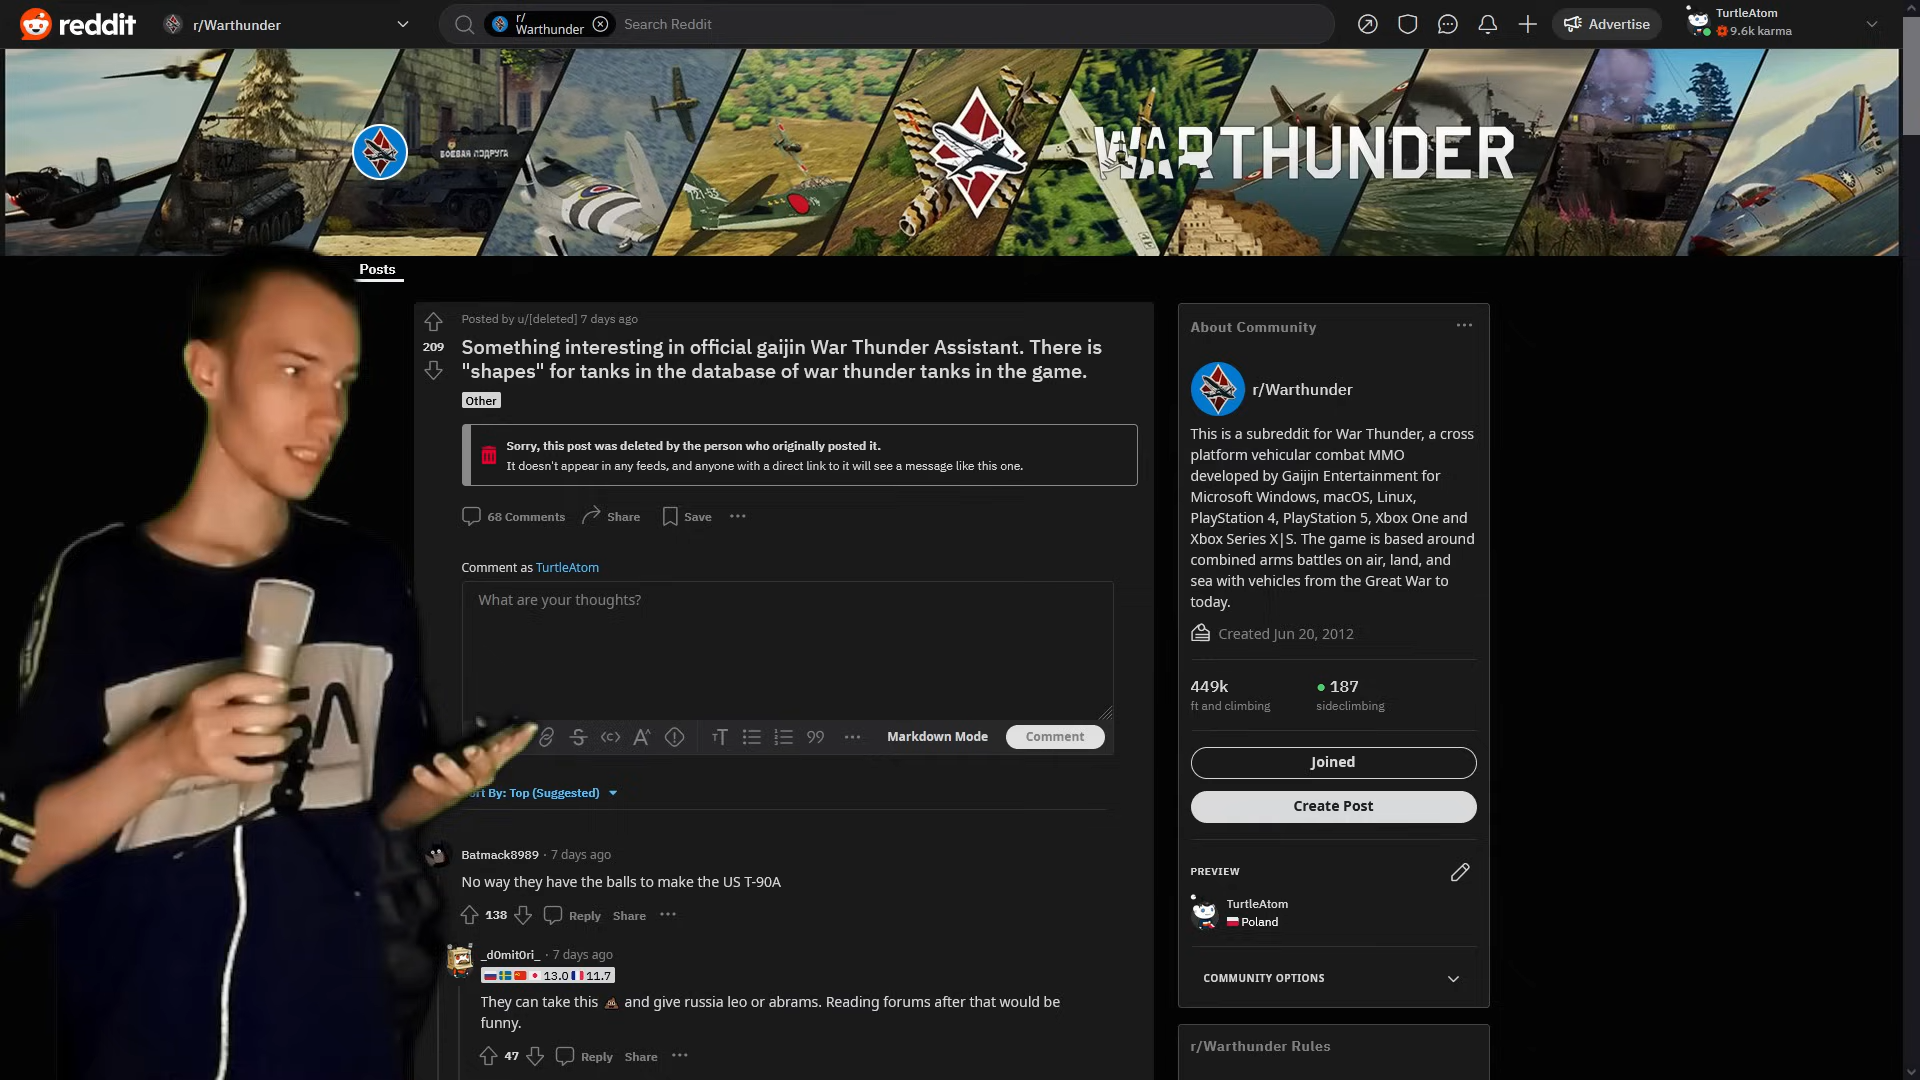 reddit
r/Warthunder
r/
Warthunder
Search Reddit
Advertise
TurtleAtom
9.6k karma
БОЕВАЯ ПОДРУГА
WARTHUNDER
Posts
Posted by u/[deleted] 7 days ago
209
Something interesting in official gaijin War Thunder Assistant. There is
"shapes" for tanks in the database of war thunder tanks in the game.
Other
Sorry, this post was deleted by the person who originally posted it.
It doesn't appear in any feeds, and anyone with a direct link to it will see a message like this one.
68 Comments
Share
Save
Comment as TurtleAtom
What are your thoughts?
Markdown Mode
Comment
By: Top (Suggested)
Batmack8989 · 7 days ago
No way they have the balls to make the US T-90A
138
Reply
Share
_d0mit0ri_ · 7 days ago
13.0 11.7
They can take this 💩 and give russia leo or abrams. Reading forums after that would be
funny.
47
Reply
Share
About Community
r/Warthunder
This is a subreddit for War Thunder, a cross
platform vehicular combat MMO
developed by Gaijin Entertainment for
Microsoft Windows, macOS, Linux,
PlayStation 4, PlayStation 5, Xbox One and
Xbox Series X|S. The game is based around
combined arms battles on air, land, and
sea with vehicles from the Great War to
today.
Created Jun 20, 2012
449k
ft and climbing
187
sideclimbing
Joined
Create Post
PREVIEW
TurtleAtom
Poland
COMMUNITY OPTIONS
r/Warthunder Rules